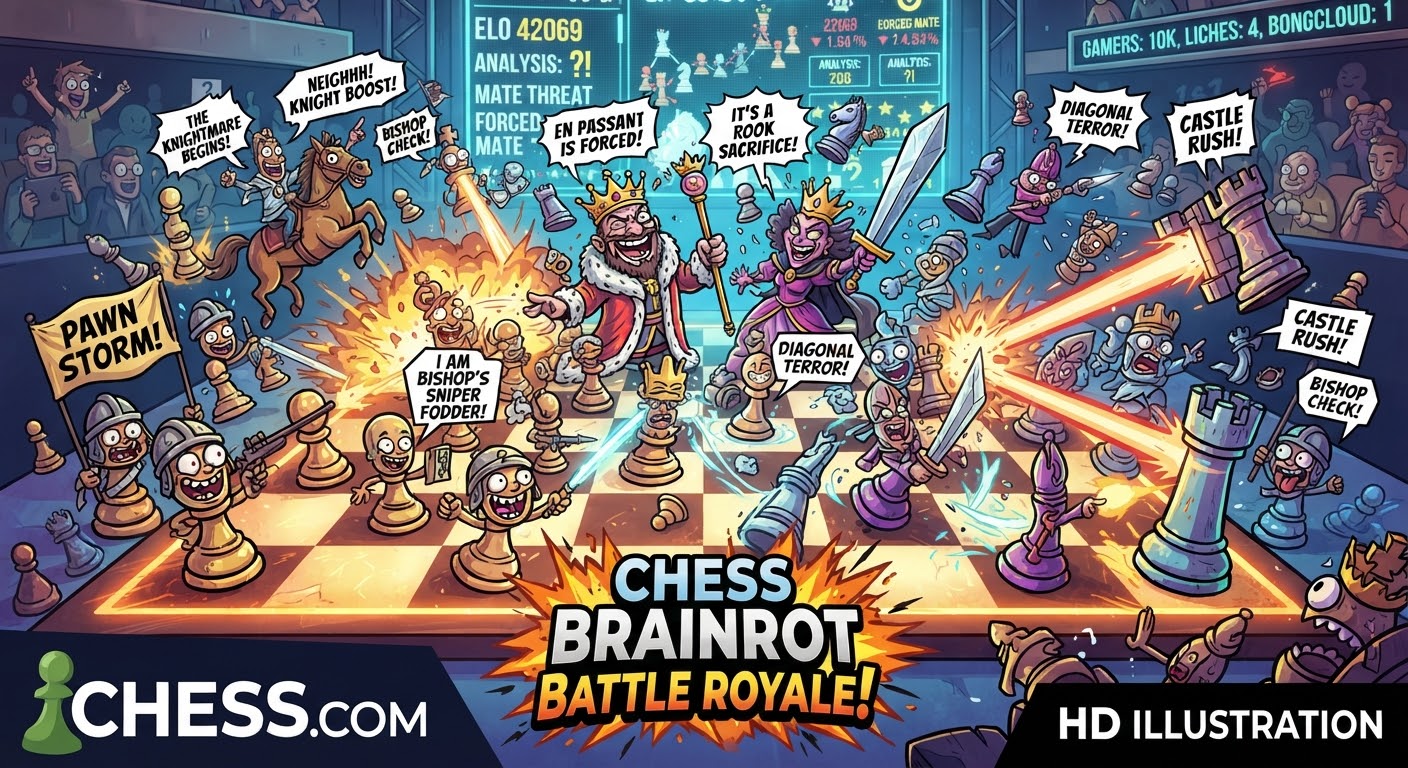 ELO 42069
ANALYSIS: ?!
MATE THREAT
FORCED
MATE
FORCED MATE
ANALYSIS:
208
?!
GAMERS: 10K, LICHES: 4, BONGCLOUD: 1
THE
KNIGHTMARE
BEGINS!
NEIGHHH!
KNIGHT BOOST!
BISHOP
CHECK!
EN PASSANT
IS FORCED!
IT'S A
ROOK
SACRIFICE!
DIAGONAL
TERROR!
CASTLE
RUSH!
PAWN
STORM!
I AM
BISHOP'S
SNIPER
FODDER!
DIAGONAL
TERROR!
CASTLE
RUSH!
BISHOP
CHECK!
CHESS
BRAINROT
BATTLE ROYALE!
CHESS.COM
HD ILLUSTRATION